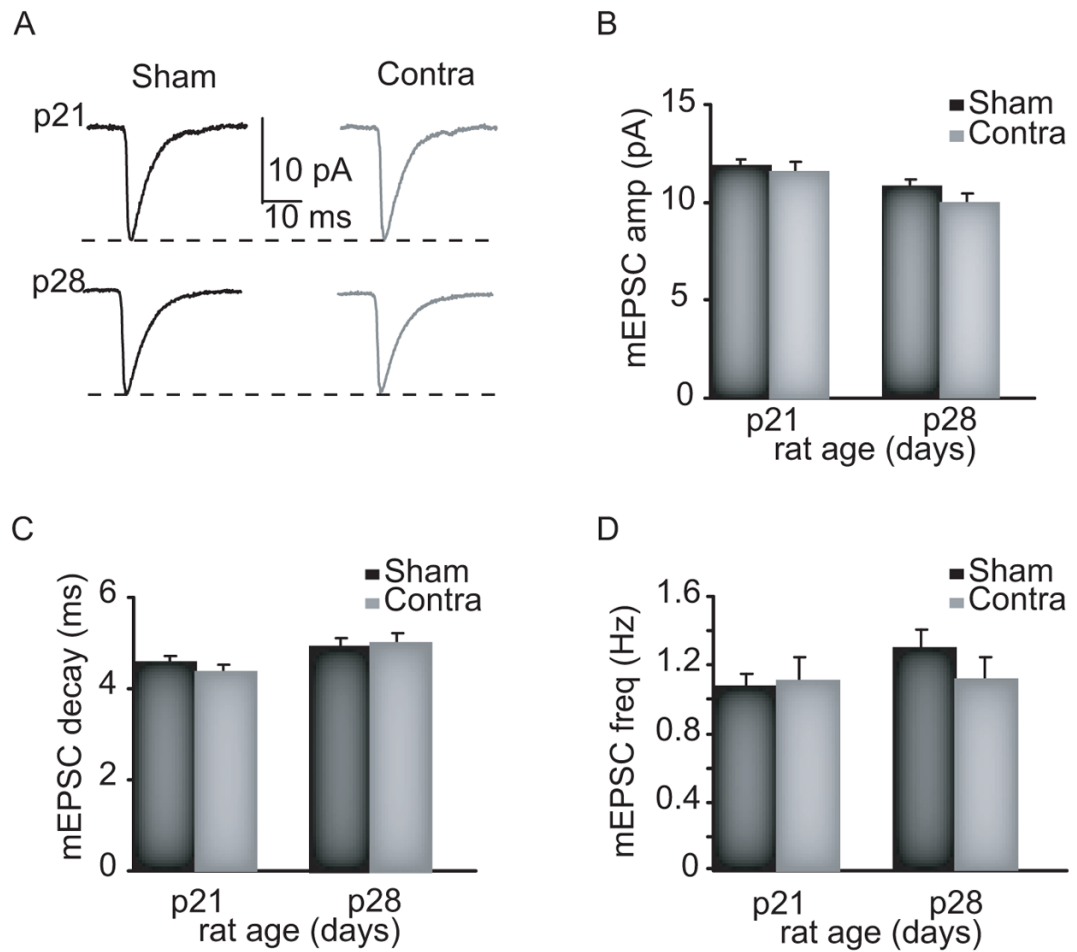 A
Sham Contra
p21
10 pA
10 ms
p28
B
mEPSC amp (pA)
15
10
5
0
Sham
Contra
p21 p28
rat age (days)
C
mEPSC decay (ms)
6
4
2
0
Sham
Contra
p21 p28
rat age (days)
D
mEPSC freq (Hz)
1.6
1.2
0.8
0.4
0
Sham
Contra
p21 p28
rat age (days)